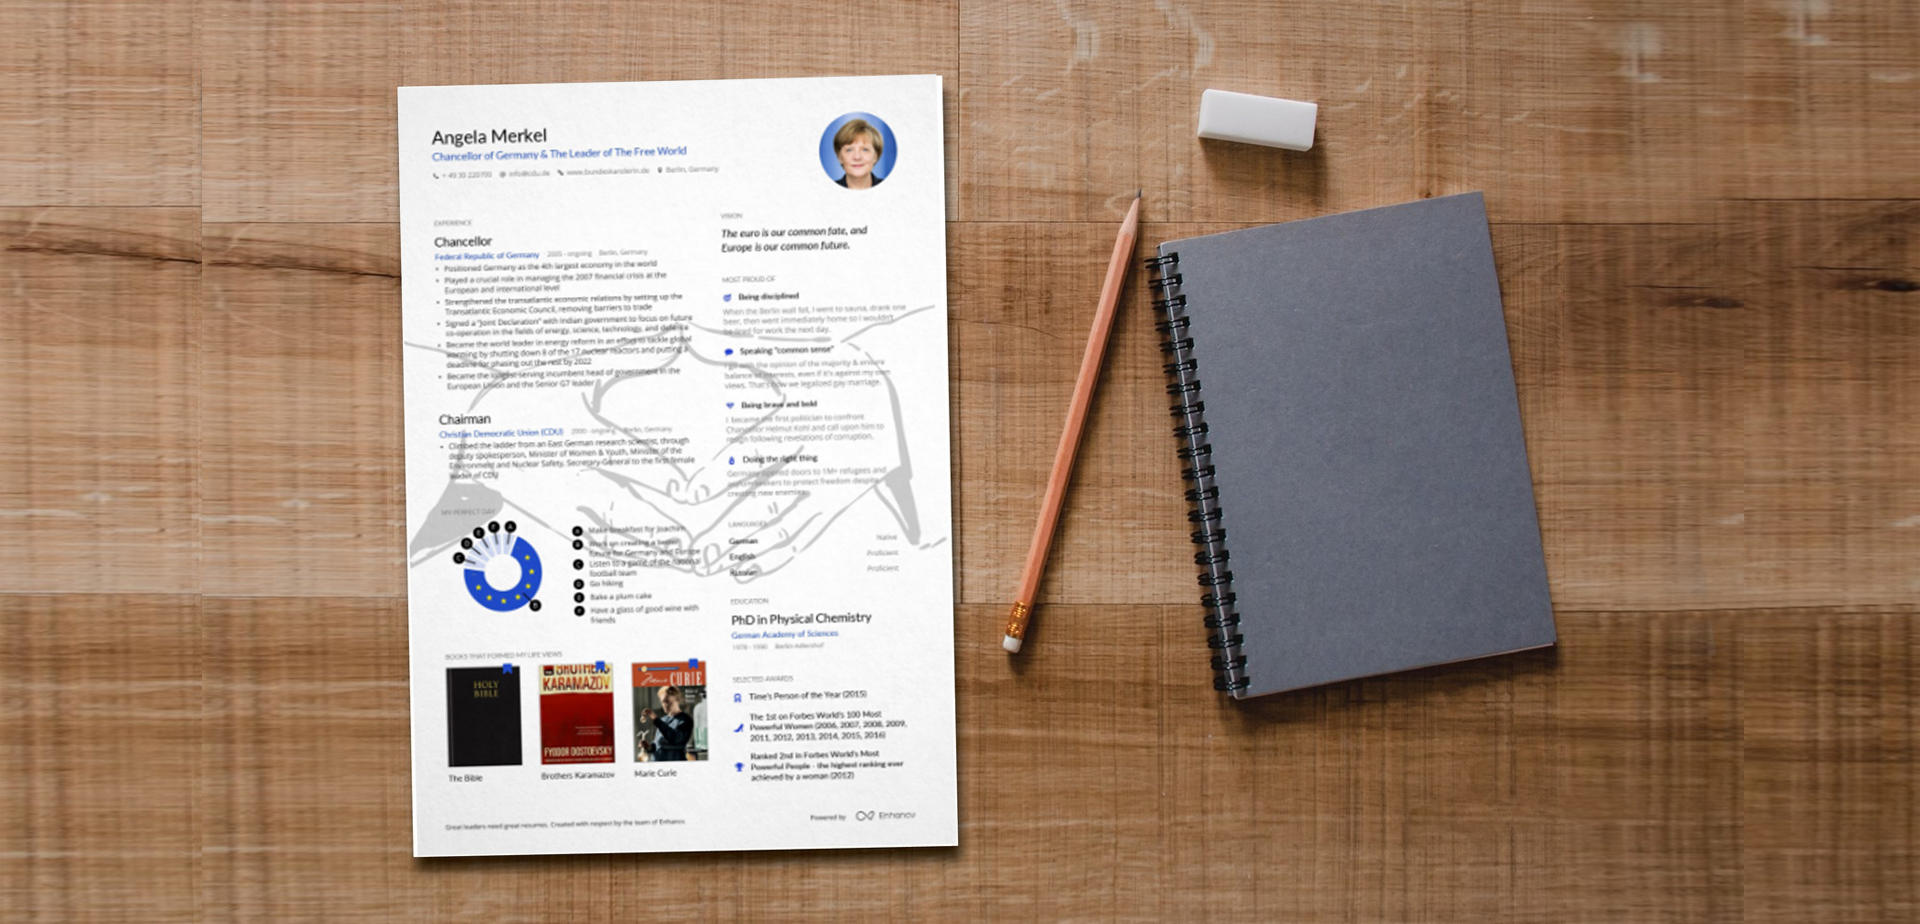 Angela Merkel
Chancellor of Germany & The Leader of The Free World
+ 49 30 220700 info@cdu.de www.bundeskanzlerin.de Berlin, Germany
EXPERIENCE
Chancellor
Federal Republic of Germany 2005 - ongoing Berlin, Germany
Positioned Germany as the 4th largest economy in the world
Played a crucial role in managing the 2007 financial crisis at the
European and international level
Strengthened the transatlantic economic relations by setting up the
Transatlantic Economic Council, removing barriers to trade
Signed a "Joint Declaration" with Indian government to focus on future
co-operation in the fields of energy, science, technology, and defence
Became the world leader in energy reform in an effort to tackle global
warming by shutting down 8 of the 17 nuclear reactors and putting a
deadline for phasing out the rest by 2022
Became the longest-serving incumbent head of government in the
European Union and the Senior G7 leader
Chairman
Christian Democratic Union (CDU) 2000 - ongoing Berlin, Germany
Climbed the ladder from an East German research scientist, through
deputy spokesperson, Minister of Women & Youth, Minister of the
Environment and Nuclear Safety, Secretary-General to the first female
leader of CDU
MY PERFECT DAY
A Make breakfast for Joachim
B Work on creating a better
future for Germany and Europe
C Listen to a game of the national
football team
D Go hiking
E Bake a plum cake
F Have a glass of good wine with
friends
BOOKS THAT FORMED MY LIFE VIEWS
HOLY
BIBLE
The Bible
BROTHERS
KARAMAZOV
FYODOR DOSTOEVSKY
Brothers Karamazov
Marie CURIE
Marie Curie
VISION
The euro is our common fate, and
Europe is our common future.
MOST PROUD OF
Being disciplined
When the Berlin wall fell, I went to sauna, drank one
beer, then went immediately home so I wouldn't
be tired for work the next day.
Speaking "common sense"
I go with the opinion of the majority & ensure
balance of interests, even if it's against my own
views. That's how we legalized gay marriage.
Being brave and bold
I became the first politician to confront
Chancellor Helmut Kohl and call upon him to
resign following revelations of corruption.
Doing the right thing
Germany opened doors to 1M+ refugees and
asylum-seekers to protect freedom despite
creating new enemies.
LANGUAGES
German Native
English Proficient
Russian Proficient
EDUCATION
PhD in Physical Chemistry
German Academy of Sciences
1978 - 1990 Berlin-Adlershof
SELECTED AWARDS
Time's Person of the Year (2015)
The 1st on Forbes World's 100 Most
Powerful Women (2006, 2007, 2008, 2009,
2011, 2012, 2013, 2014, 2015, 2016)
Ranked 2nd in Forbes World's Most
Powerful People - the highest ranking ever
achieved by a woman (2012)
Great leaders need great resumes. Created with respect by the team of Enhancv.
Powered by Enhancv